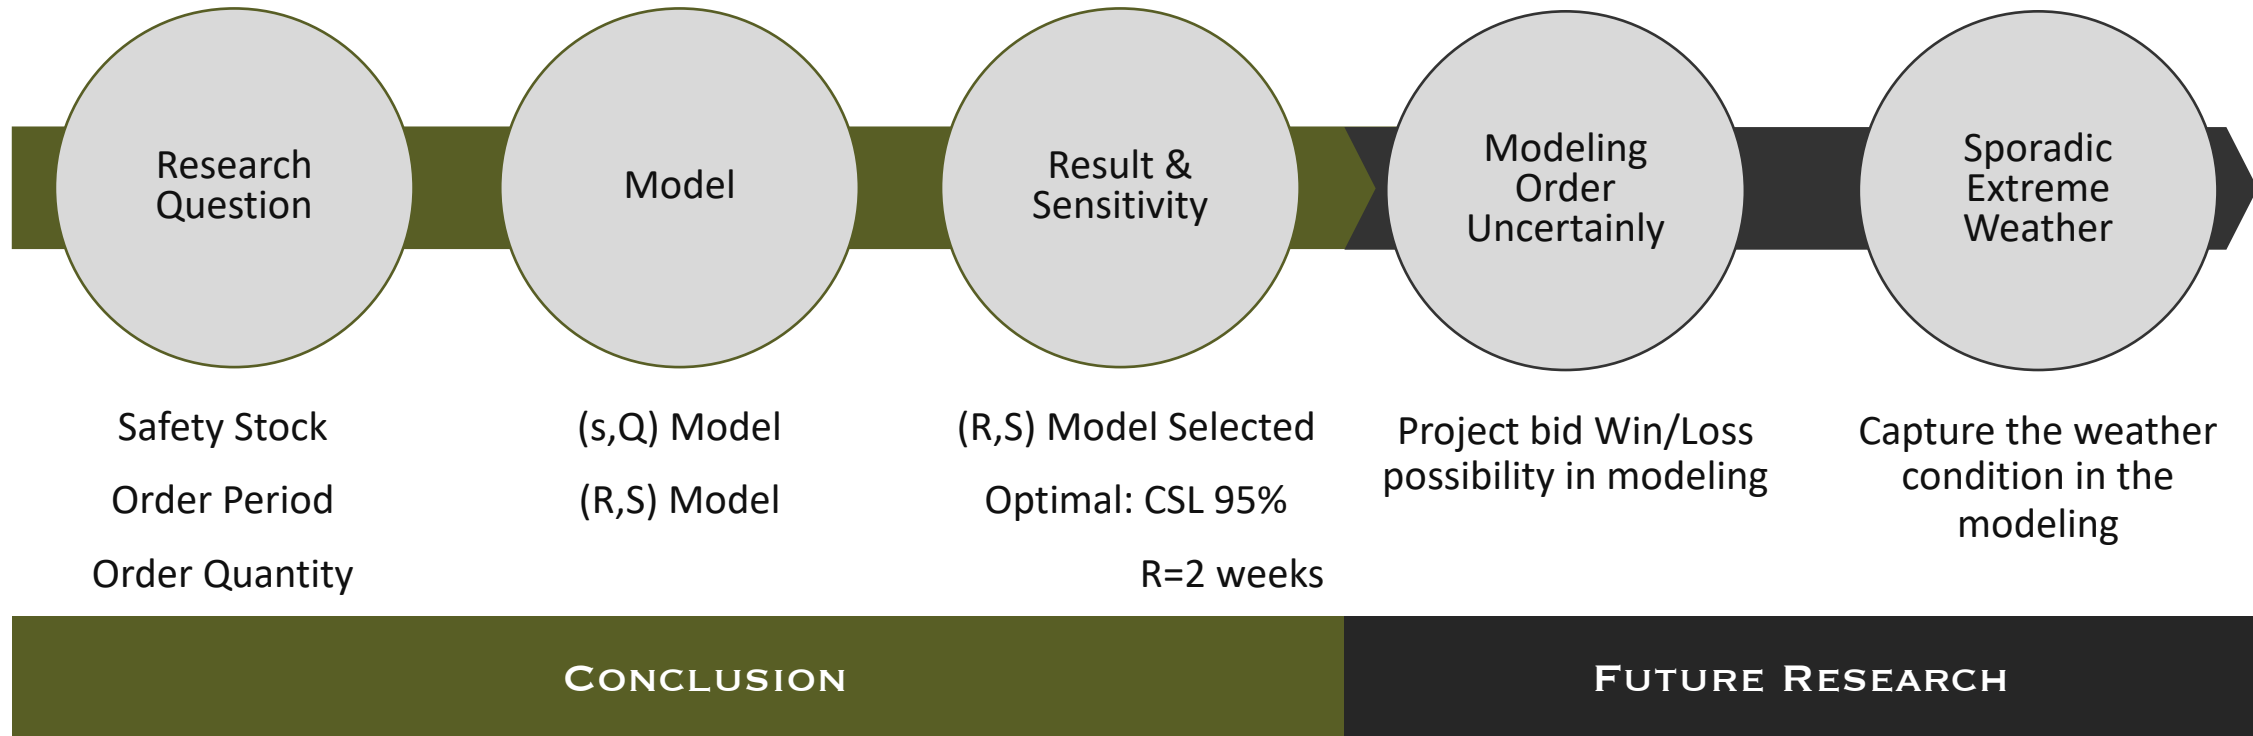 Research
Question
Model
Result &
Sensitivity
Modeling
Order
Uncertainly
Sporadic
Extreme
Weather
Safety Stock
Order Period
Order Quantity
(s,Q) Model
(R,S) Model
(R,S) Model Selected
Optimal: CSL 95%
R=2 weeks
Project bid Win/Loss
possibility in modeling
Capture the weather
condition in the
modeling
CONCLUSION
FUTURE RESEARCH